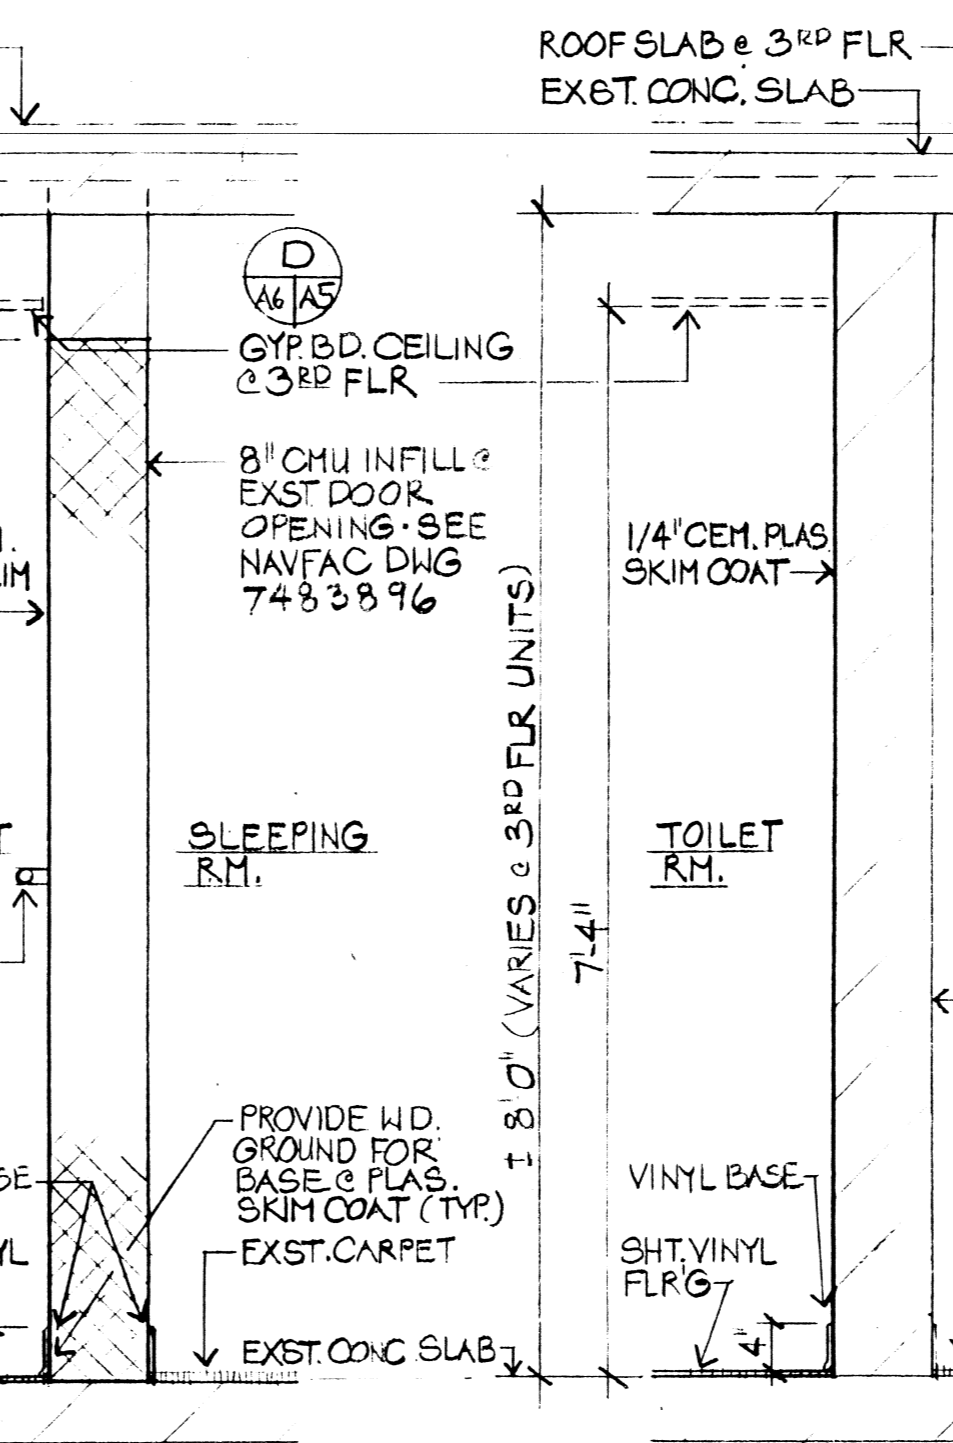 ROOF SLAB @ 3RD FLR
EXST. CONC. SLAB
D
A6 A5
GYP. BD. CEILING
@ 3RD FLR
8" CMU INFILL @
EXST DOOR
OPENING. SEE
NAVFAC DWG
7483896
1/4" CEM. PLAS
SKIM COAT
± 8'0" (VARIES @ 3RD FLR UNITS)
7'-4"
SLEEPING
RM.
TOILET
RM.
PROVIDE WD.
GROUND FOR
BASE @ PLAS.
SKIM COAT (TYP.)
EXST. CARPET
EXST. CONC SLAB
VINYL BASE
SHT. VINYL
FLR'G
4"